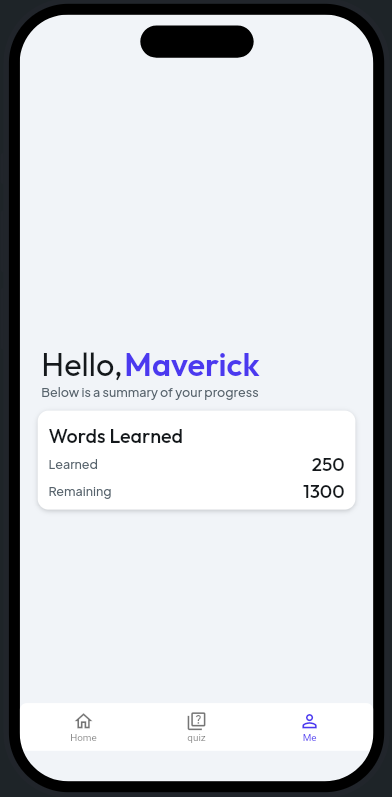 Hello, Maverick
Below is a summary of your progress
Words Learned
Learned 250
Remaining 1300
Home quiz Me